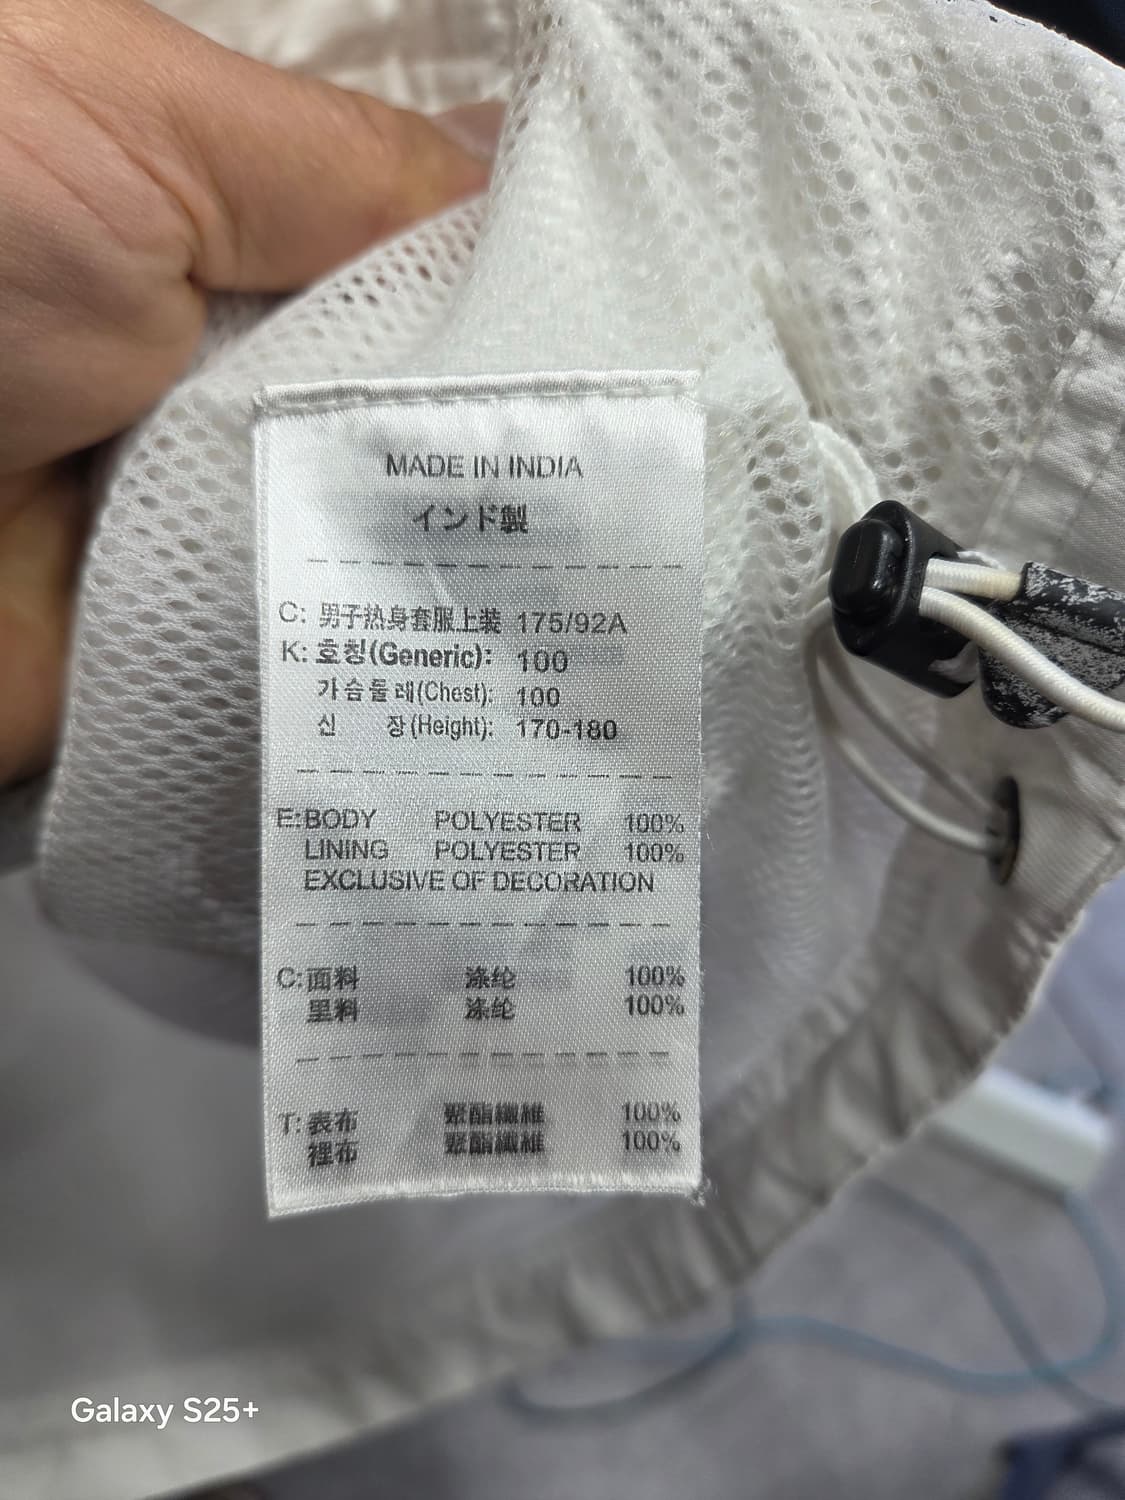 MADE IN INDIA
インド製
C: 男子热身套服上装 175/92A
K: 호칭(Generic): 100
가슴둘레(Chest): 100
신 장(Height): 170-180
E:BODY POLYESTER 100%
LINING POLYESTER 100%
EXCLUSIVE OF DECORATION
C:面料 涤纶 100%
里料 涤纶 100%
T:表布 聚酯纖維 100%
裡布 聚酯纖維 100%
Galaxy S25+